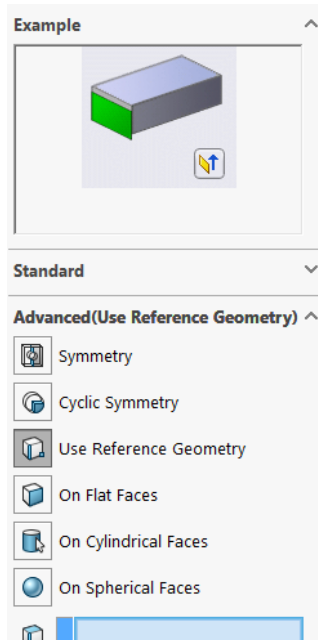 Example
Standard
Advanced(Use Reference Geometry)
Symmetry
Cyclic Symmetry
Use Reference Geometry
On Flat Faces
On Cylindrical Faces
On Spherical Faces